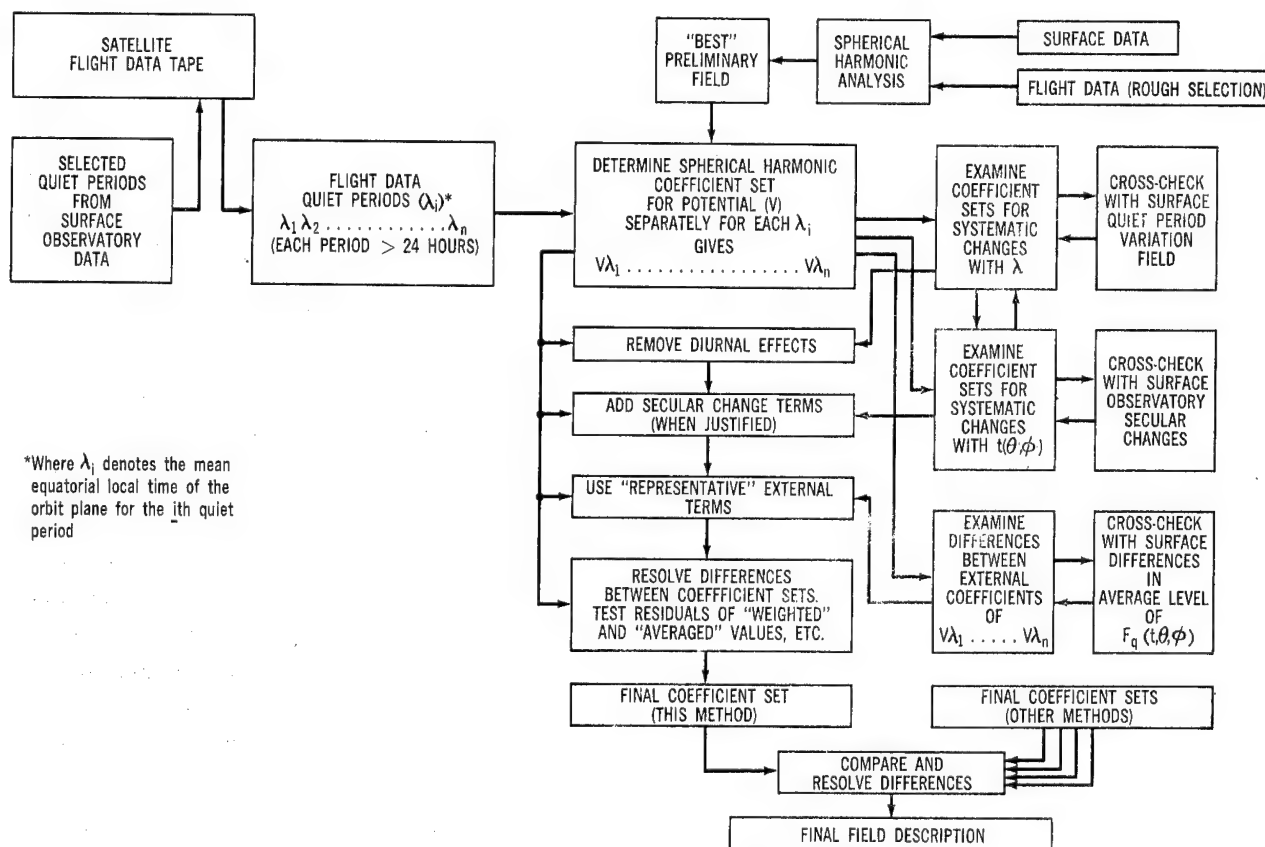 SATELLITE
FLIGHT DATA TAPE
SELECTED
QUIET PERIODS
FROM
SURFACE
OBSERVATORY
DATA
FLIGHT DATA
QUIET PERIODS (λi)*
λ1 λ2 . . . . . . . . . . . . . λn
(EACH PERIOD > 24 HOURS)
"BEST"
PRELIMINARY
FIELD
SPHERICAL
HARMONIC
ANALYSIS
SURFACE DATA
FLIGHT DATA (ROUGH SELECTION)
DETERMINE SPHERICAL HARMONIC
COEFFICIENT SET
FOR POTENTIAL (V)
SEPARATELY FOR EACH λi
GIVES
Vλ1 . . . . . . . . . . . . . . . . . . Vλn
EXAMINE
COEFFICIENT
SETS FOR
SYSTEMATIC
CHANGES
WITH λ
CROSS-CHECK
WITH SURFACE
QUIET PERIOD
VARIATION
FIELD
REMOVE DIURNAL EFFECTS
ADD SECULAR CHANGE TERMS
(WHEN JUSTIFIED)
EXAMINE
COEFFICIENT
SETS FOR
SYSTEMATIC
CHANGES
WITH t(θ,ϕ)
CROSS-CHECK
WITH SURFACE
OBSERVATORY
SECULAR
CHANGES
*Where λi denotes the mean
equatorial local time of the
orbit plane for the ith quiet
period
USE "REPRESENTATIVE" EXTERNAL
TERMS
RESOLVE DIFFERENCES
BETWEEN COEFFFICIENT SETS.
TEST RESIDUALS OF "WEIGHTED"
AND "AVERAGED" VALUES, ETC.
EXAMINE
DIFFERENCES
BETWEEN
EXTERNAL
COEFFICIENTS
OF
Vλ1 . . . . . Vλn
CROSS-CHECK
WITH SURFACE
DIFFERENCES
IN
AVERAGE LEVEL
OF
Fq (t,θ,ϕ)
FINAL COEFFICIENT SET
(THIS METHOD)
FINAL COEFFICIENT SETS
(OTHER METHODS)
COMPARE AND
RESOLVE DIFFERENCES
FINAL FIELD DESCRIPTION